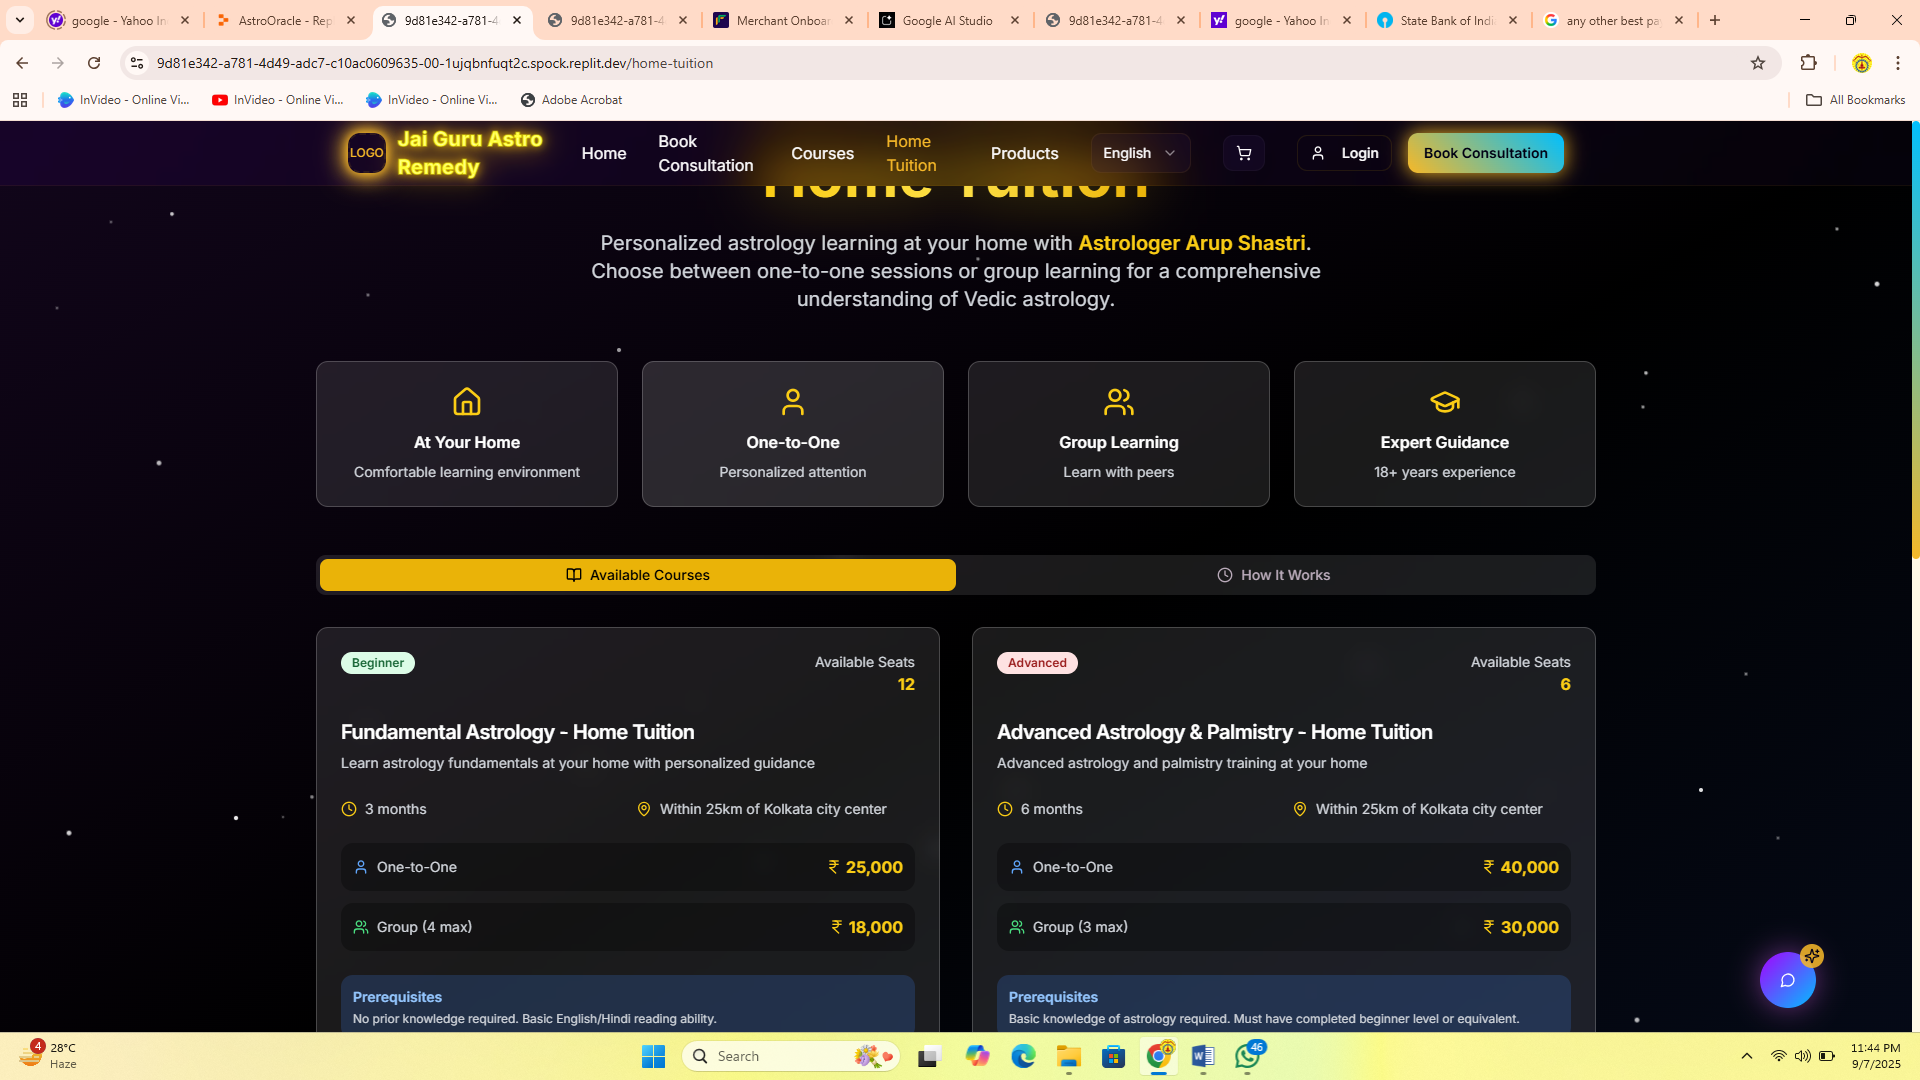 google - Yahoo In
AstroOracle - Rep
9d81e342-a781-4
9d81e342-a781-4
Merchant Onboar
Google AI Studio
9d81e342-a781-4
google - Yahoo In
State Bank of Indi
any other best pa
9d81e342-a781-4d49-adc7-c10ac0609635-00-1ujqbnfuqt2c.spock.replit.dev/home-tuition
InVideo - Online Vi...
InVideo - Online Vi...
InVideo - Online Vi...
Adobe Acrobat
All Bookmarks
LOGO
Jai Guru Astro
Remedy
Home
Book
Consultation
Courses
Home
Tuition
Products
English
Login
Book Consultation
Home Tuition
Personalized astrology learning at your home with Astrologer Arup Shastri.
Choose between one-to-one sessions or group learning for a comprehensive
understanding of Vedic astrology.
At Your Home
Comfortable learning environment
One-to-One
Personalized attention
Group Learning
Learn with peers
Expert Guidance
18+ years experience
Available Courses
How It Works
Beginner
Available Seats
12
Fundamental Astrology - Home Tuition
Learn astrology fundamentals at your home with personalized guidance
3 months
Within 25km of Kolkata city center
One-to-One
₹ 25,000
Group (4 max)
₹ 18,000
Prerequisites
No prior knowledge required. Basic English/Hindi reading ability.
Advanced
Available Seats
6
Advanced Astrology & Palmistry - Home Tuition
Advanced astrology and palmistry training at your home
6 months
Within 25km of Kolkata city center
One-to-One
₹ 40,000
Group (3 max)
₹ 30,000
Prerequisites
Basic knowledge of astrology required. Must have completed beginner level or equivalent.
4
28°C
Haze
Search
46
11:44 PM
9/7/2025